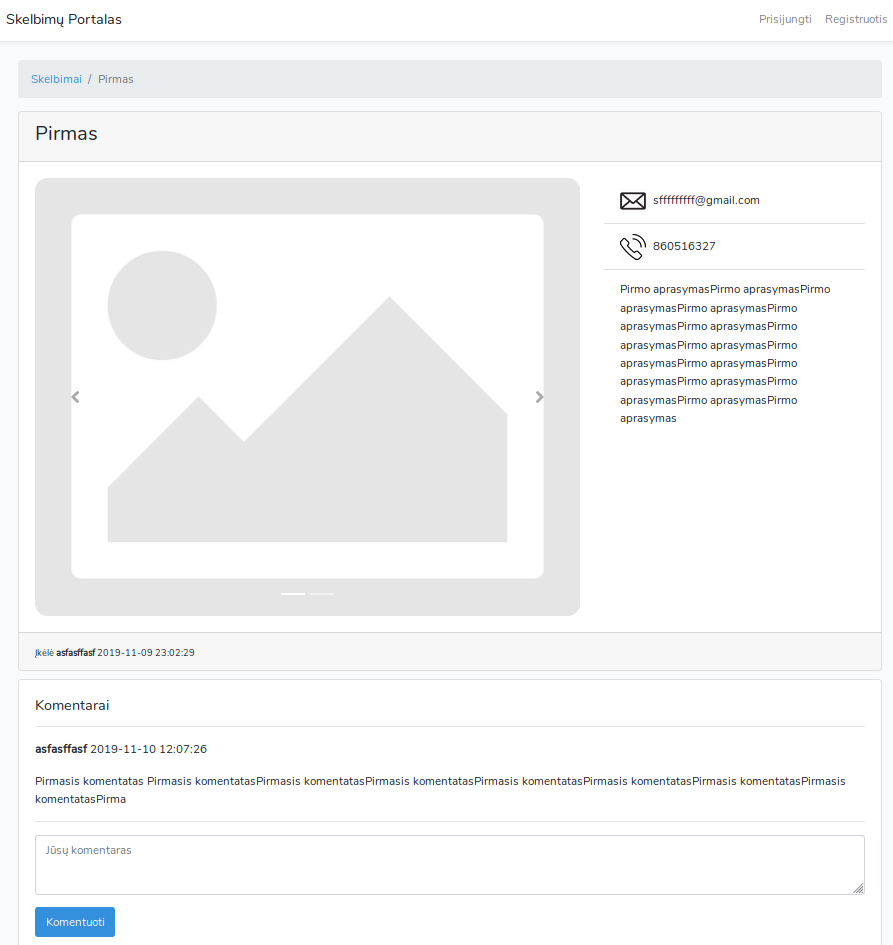 Skelbimų Portalas
Prisijungti Registruotis
Skelbimai / Pirmas
Pirmas
sfffffffff@gmail.com
860516327
Pirmo aprasymasPirmo aprasymasPirmo
aprasymasPirmo aprasymasPirmo
aprasymasPirmo aprasymasPirmo
aprasymasPirmo aprasymasPirmo
aprasymasPirmo aprasymasPirmo
aprasymasPirmo aprasymasPirmo
aprasymasPirmo aprasymasPirmo
aprasymas
Įkėlė asfasffasf 2019-11-09 23:02:29
Komentarai
asfasffasf 2019-11-10 12:07:26
Pirmasis komentatas Pirmasis komentatasPirmasis komentatasPirmasis komentatasPirmasis komentatasPirmasis komentatasPirmasis komentatasPirmasis
komentatasPirma
Jūsų komentaras
Komentuoti